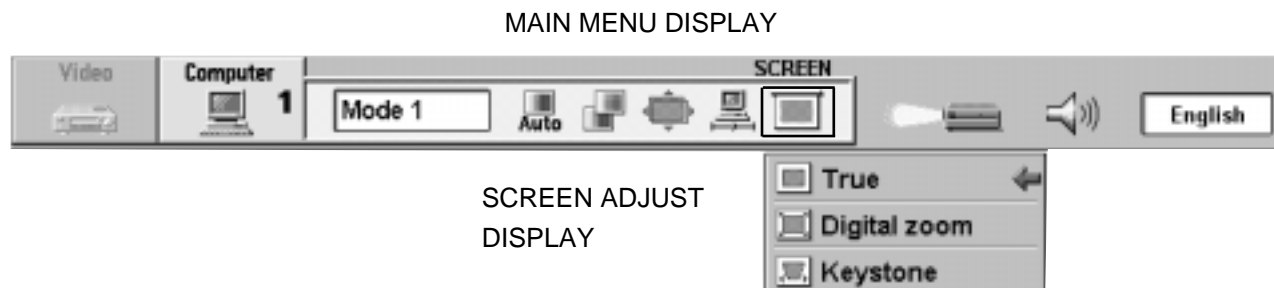 MAIN MENU DISPLAY
SCREEN
Video
Computer
1
Mode 1
Auto
English
SCREEN ADJUST
DISPLAY
True
Digital zoom
Keystone